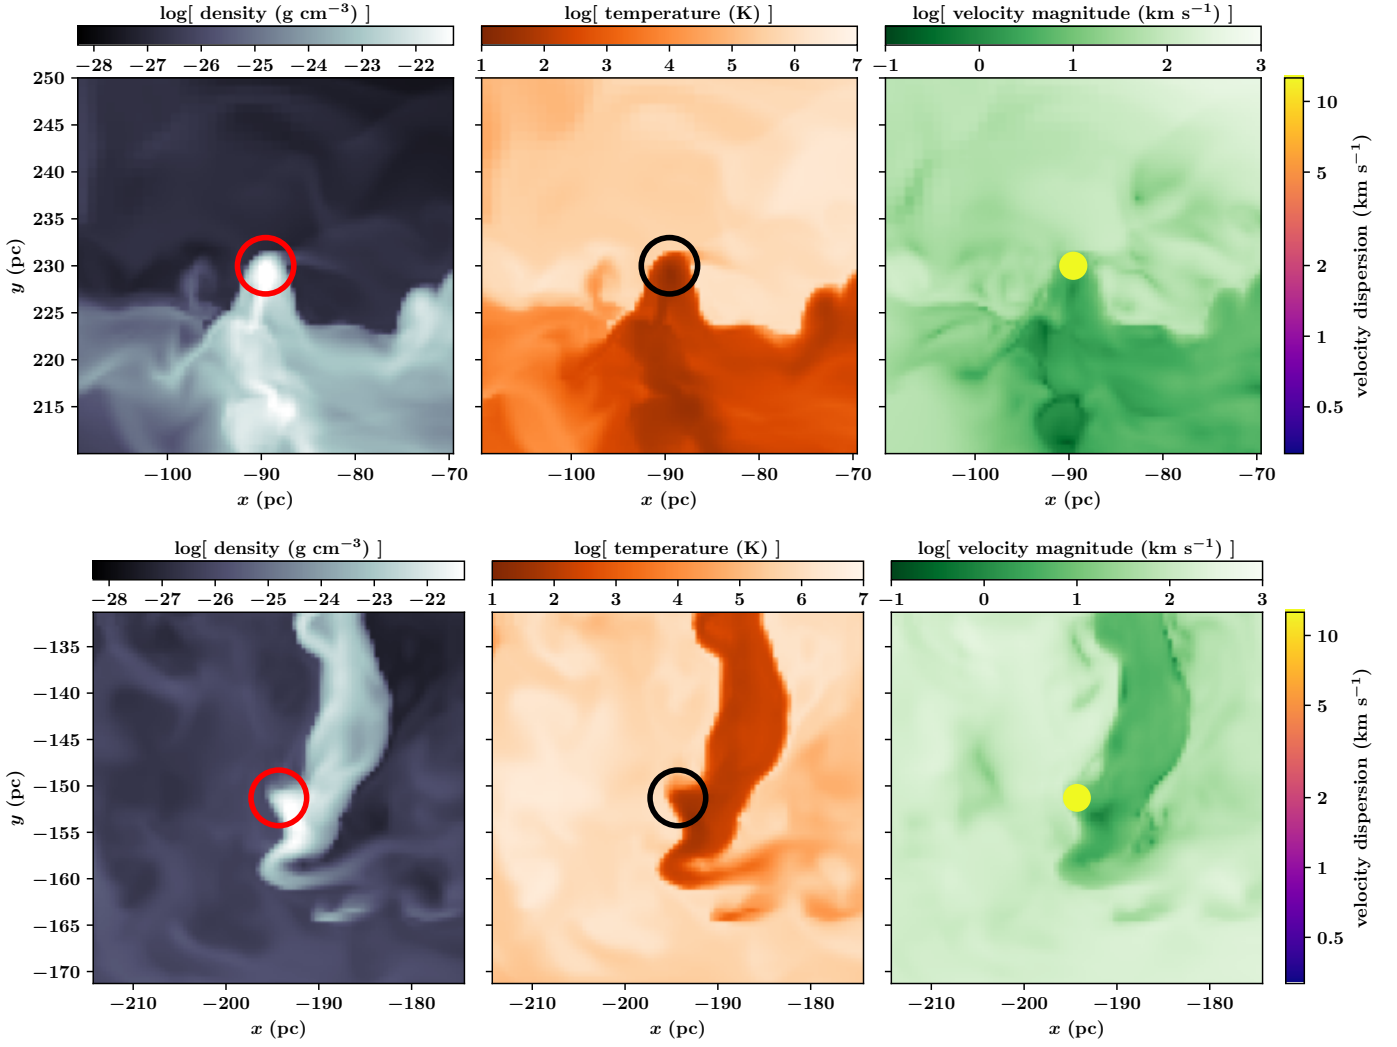 log[ density (g cm⁻³) ] log[ temperature (K) ] log[ velocity magnitude (km s⁻¹) ]
−28 −27 −26 −25 −24 −23 −22 1 2 3 4 5 6 7 −1 0 1 2 3
250
245
240
235
230
225
220
215
y (pc)
10
5
2
1
0.5
velocity dispersion (km s⁻¹)
−100 −90 −80 −70 −100 −90 −80 −70 −100 −90 −80 −70
x (pc) x (pc) x (pc)
log[ density (g cm⁻³) ] log[ temperature (K) ] log[ velocity magnitude (km s⁻¹) ]
−28 −27 −26 −25 −24 −23 −22 1 2 3 4 5 6 7 −1 0 1 2 3
−135
−140
−145
−150
−155
−160
−165
−170
y (pc)
10
5
2
1
0.5
velocity dispersion (km s⁻¹)
−210 −200 −190 −180 −210 −200 −190 −180 −210 −200 −190 −180
x (pc) x (pc) x (pc)